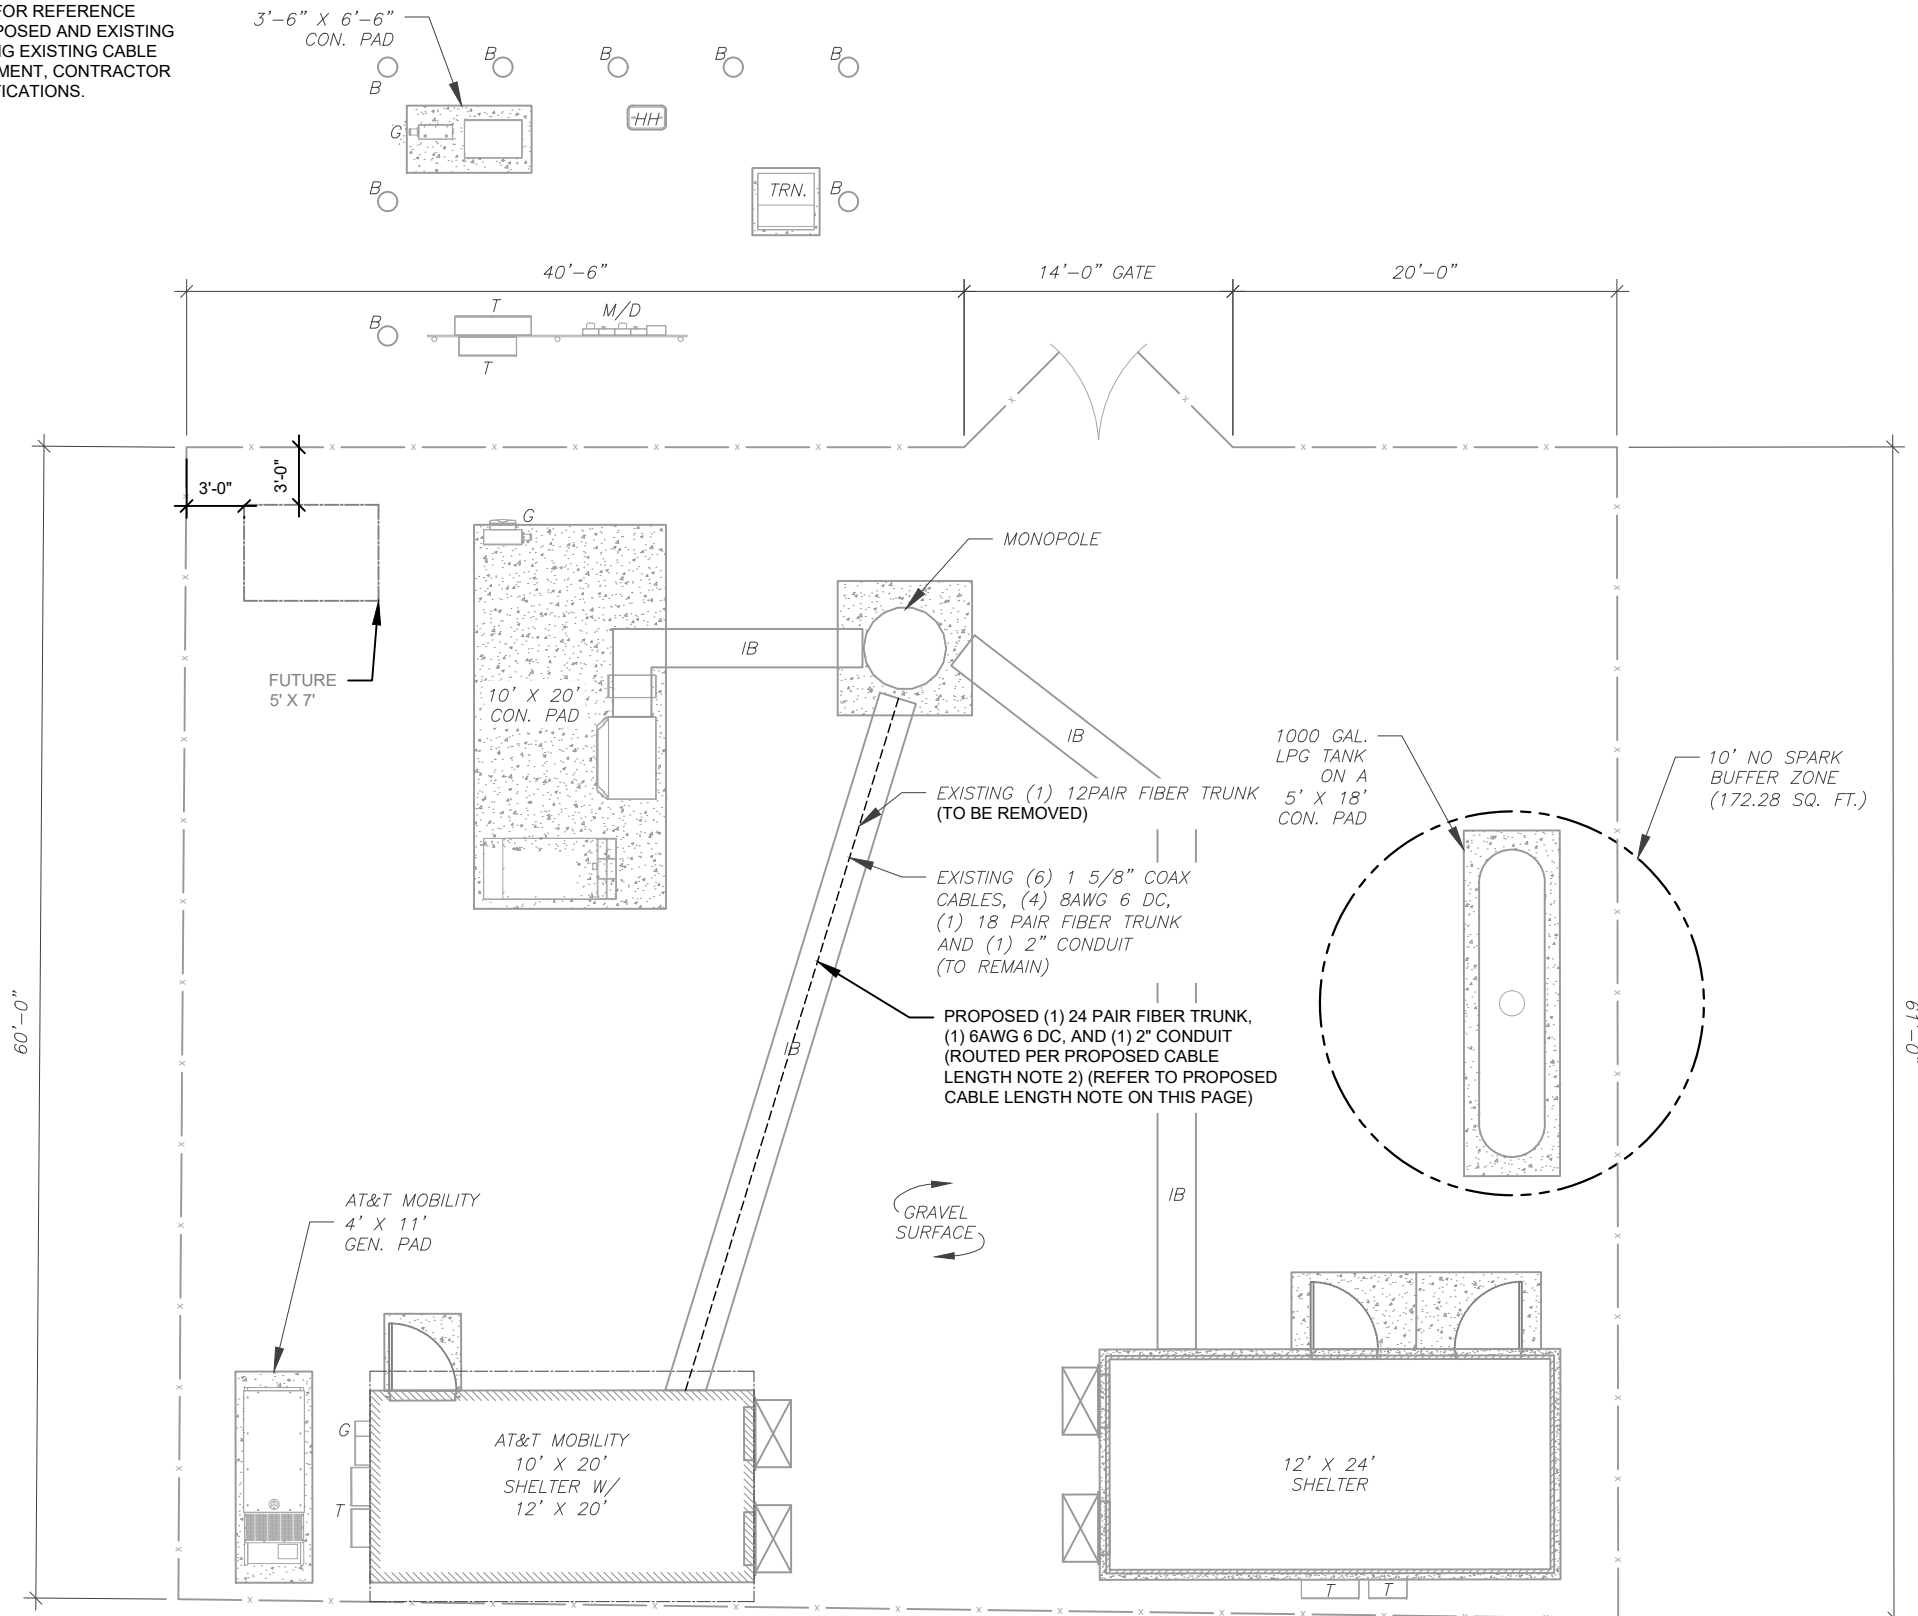 FOR REFERENCE
POSED AND EXISTING
NG EXISTING CABLE
MENT, CONTRACTOR
FICATIONS.
3'-6" X 6'-6"
CON. PAD
B
B
B
B
B
G
HH
B
TRN.
B
40'-6"
14'-0" GATE
20'-0"
B
T
M/D
T
3'-0"
3'-0"
FUTURE
5' X 7'
G
MONOPOLE
IB
10' X 20'
CON. PAD
IB
1000 GAL.
LPG TANK
ON A
5' X 18'
CON. PAD
10' NO SPARK
BUFFER ZONE
(172.28 SQ. FT.)
EXISTING (1) 12PAIR FIBER TRUNK
(TO BE REMOVED)
EXISTING (6) 1 5/8" COAX
CABLES, (4) 8AWG 6 DC,
(1) 18 PAIR FIBER TRUNK
AND (1) 2" CONDUIT
(TO REMAIN)
60'-0"
61'-0"
PROPOSED (1) 24 PAIR FIBER TRUNK,
(1) 6AWG 6 DC, AND (1) 2" CONDUIT
(ROUTED PER PROPOSED CABLE
LENGTH NOTE 2) (REFER TO PROPOSED
CABLE LENGTH NOTE ON THIS PAGE)
IB
AT&T MOBILITY
4' X 11'
GEN. PAD
GRAVEL
SURFACE
IB
G
T
AT&T MOBILITY
10' X 20'
SHELTER W/
12' X 20'
12' X 24'
SHELTER
T
T